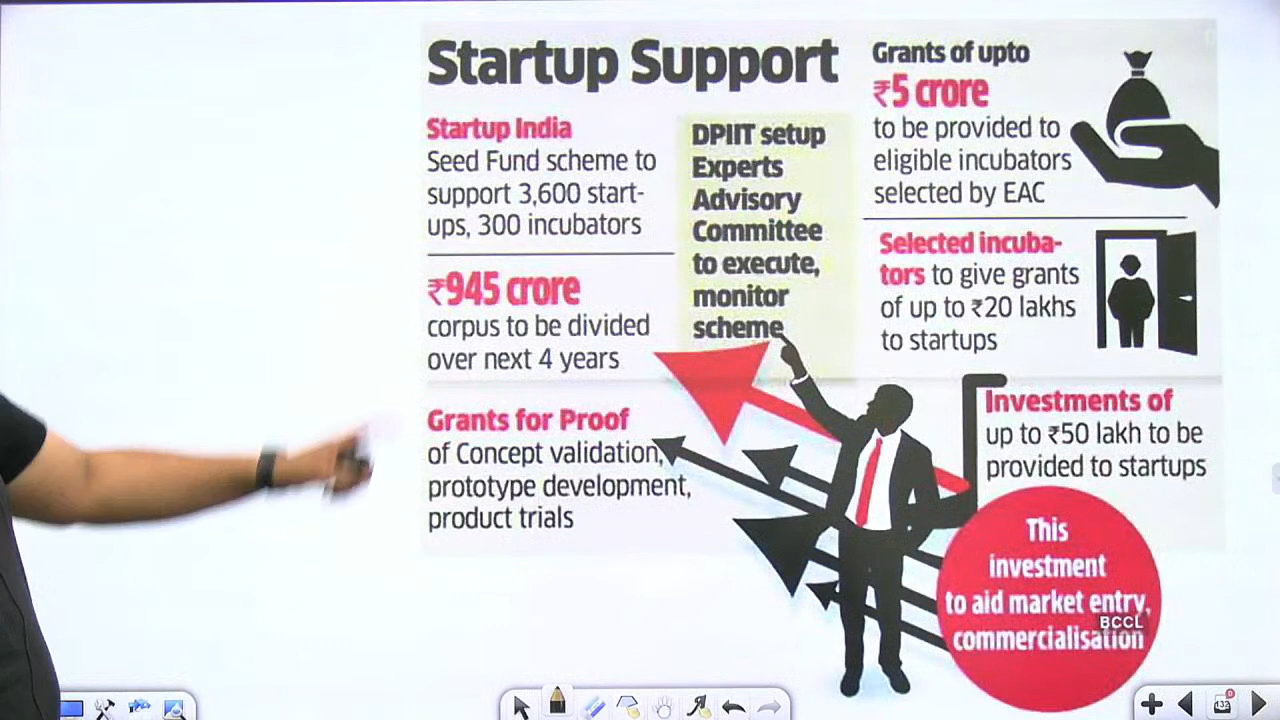 Startup Support
Startup India
Seed Fund scheme to
support 3,600 start-
ups, 300 incubators
₹945 crore
corpus to be divided
over next 4 years
Grants for Proof
of Concept validation,
prototype development,
product trials
DPIIT setup
Experts
Advisory
Committee
to execute,
monitor
scheme
Grants of upto
₹5 crore
to be provided to
eligible incubators
selected by EAC
Selected incuba-
tors to give grants
of up to ₹20 lakhs
to startups
Investments of
up to ₹50 lakh to be
provided to startups
This
investment
to aid market entry,
commercialisation
BCCL
0
132